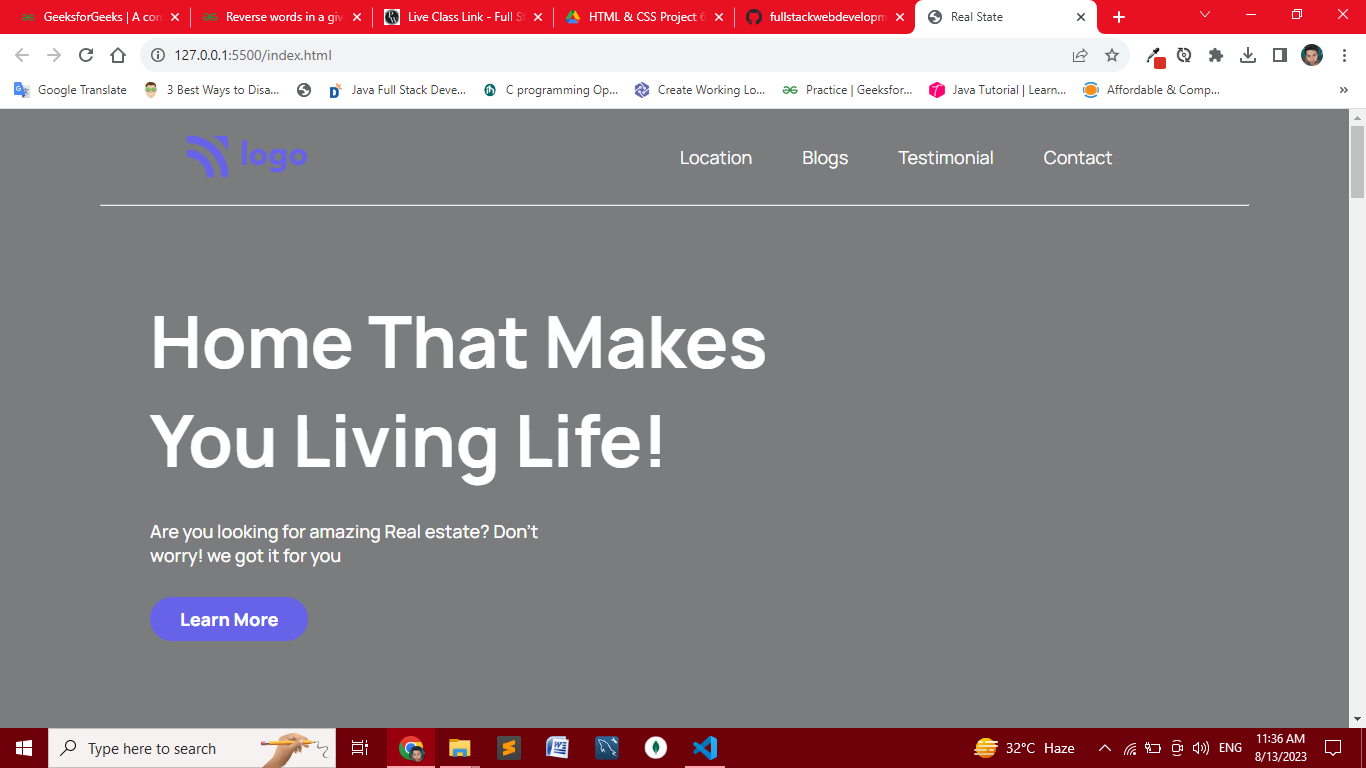 GeeksforGeeks | A con
Reverse words in a giv
Live Class Link - Full St
HTML & CSS Project 6
fullstackwebdevelopm
Real State
127.0.0.1:5500/index.html
Google Translate
3 Best Ways to Disa...
Java Full Stack Deve...
C programming Op...
Create Working Lo...
Practice | Geeksfor...
Java Tutorial | Learn...
Affordable & Comp...
»
logo
Location Blogs Testimonial Contact
Home That Makes
You Living Life!
Are you looking for amazing Real estate? Don't
worry! we got it for you
Learn More
Type here to search
32°C Haze
ENG
11:36 AM
8/13/2023